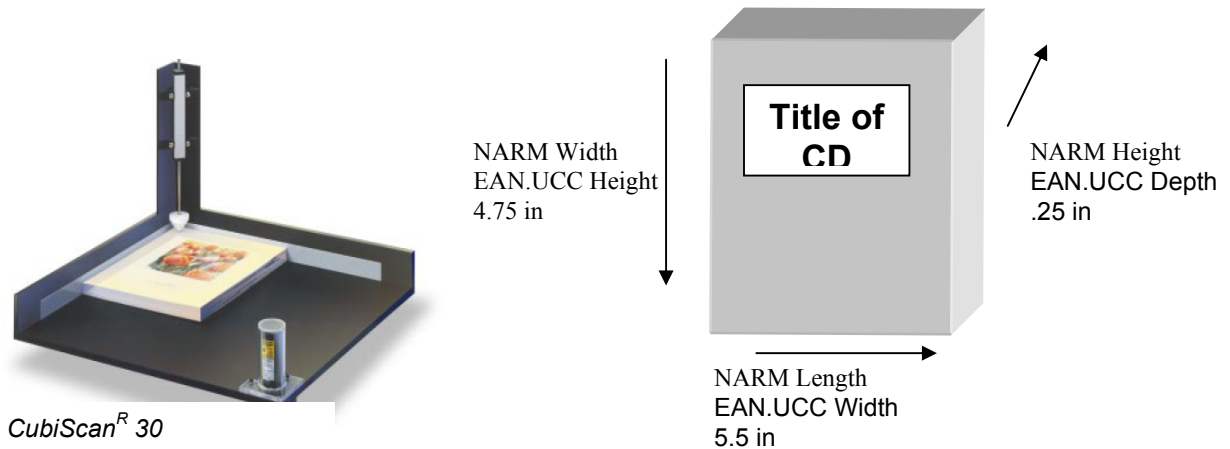 Title of
CD
NARM Width
EAN.UCC Height
4.75 in
NARM Height
EAN.UCC Depth
.25 in
NARM Length
EAN.UCC Width
5.5 in
CubiScanR 30